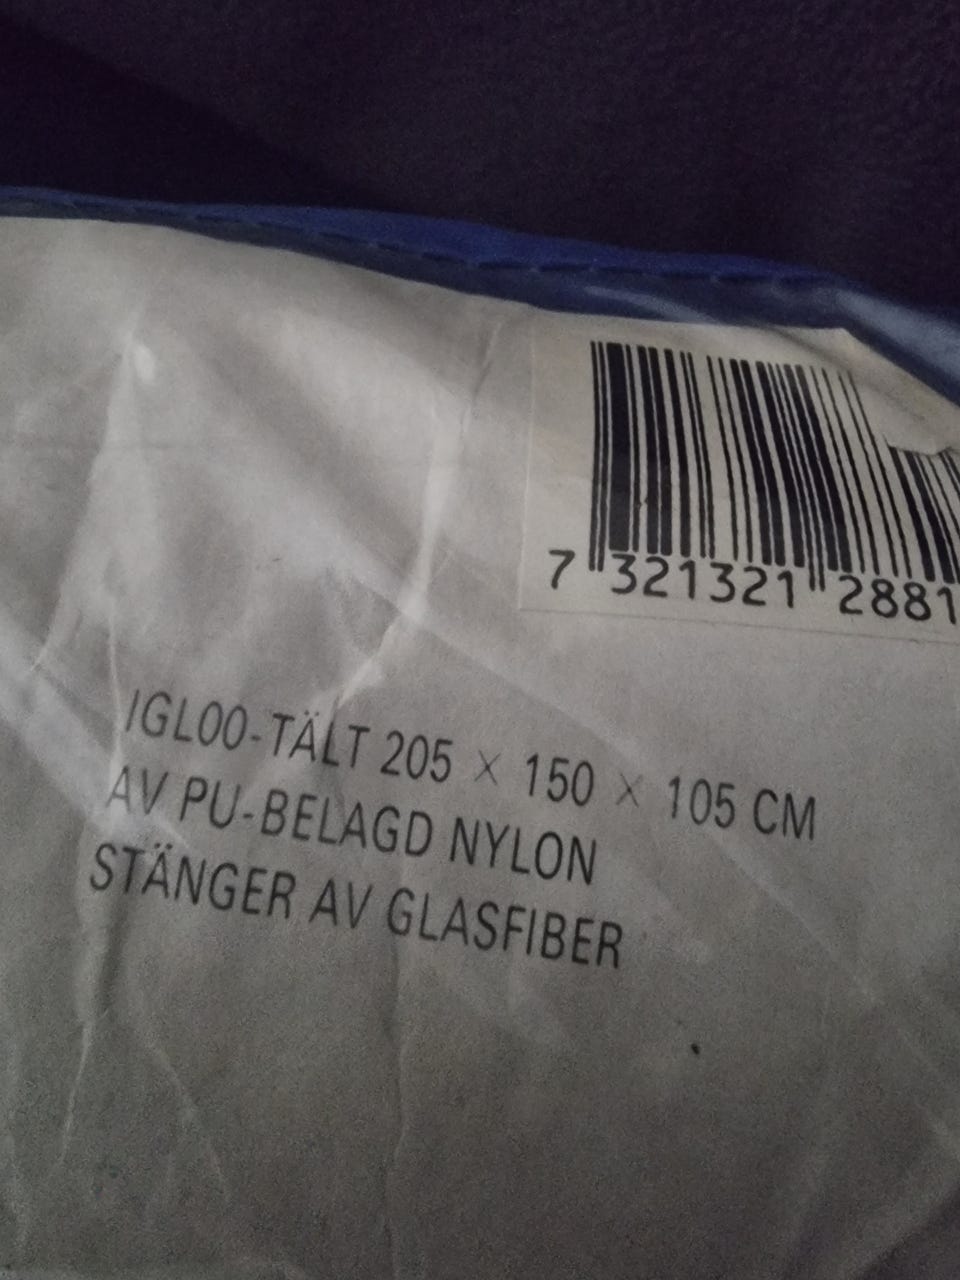 7 321321 2881
IGLOO-TÄLT 205 × 150 × 105 CM
AV PU-BELAGD NYLON
STÄNGER AV GLASFIBER